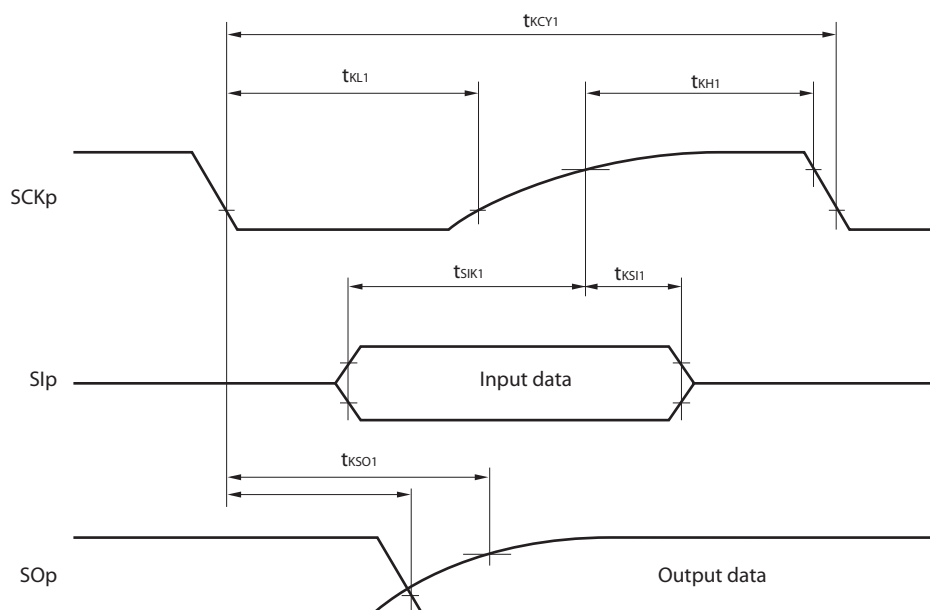 tKCY1
tKL1
tKH1
SCKp
tSIK1
tKSI1
SIp
Input data
tKSO1
SOp
Output data